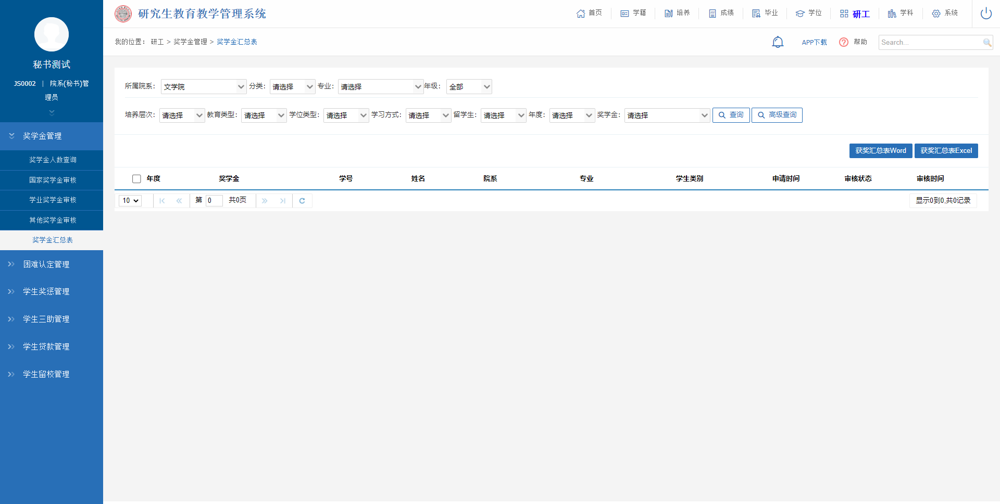 研究生教育教学管理系统
首页 学籍 培养 成绩 毕业 学位 研工 学科 系统
我的位置： 研工 > 奖学金管理 > 奖学金汇总表
APP下载 帮助 Search...
秘书测试
JS0002 | 院系(秘书)管
理员
奖学金管理
奖学金人数查询
国家奖学金审核
学业奖学金审核
其他奖学金审核
奖学金汇总表
困难认定管理
学生奖惩管理
学生三助管理
学生贷款管理
学生留校管理
所属院系： 文学院 分类： 请选择 专业： 请选择 年级： 全部
培养层次： 请选择 教育类型： 请选择 学位类型： 请选择 学习方式： 请选择 留学生： 请选择 年度： 请选择 奖学金： 请选择 查询 高级查询
获奖汇总表Word 获奖汇总表Excel
年度 奖学金 学号 姓名 院系 专业 学生类别 申请时间 审核状态 审核时间
10 第 0 共0页 显示0到0,共0记录